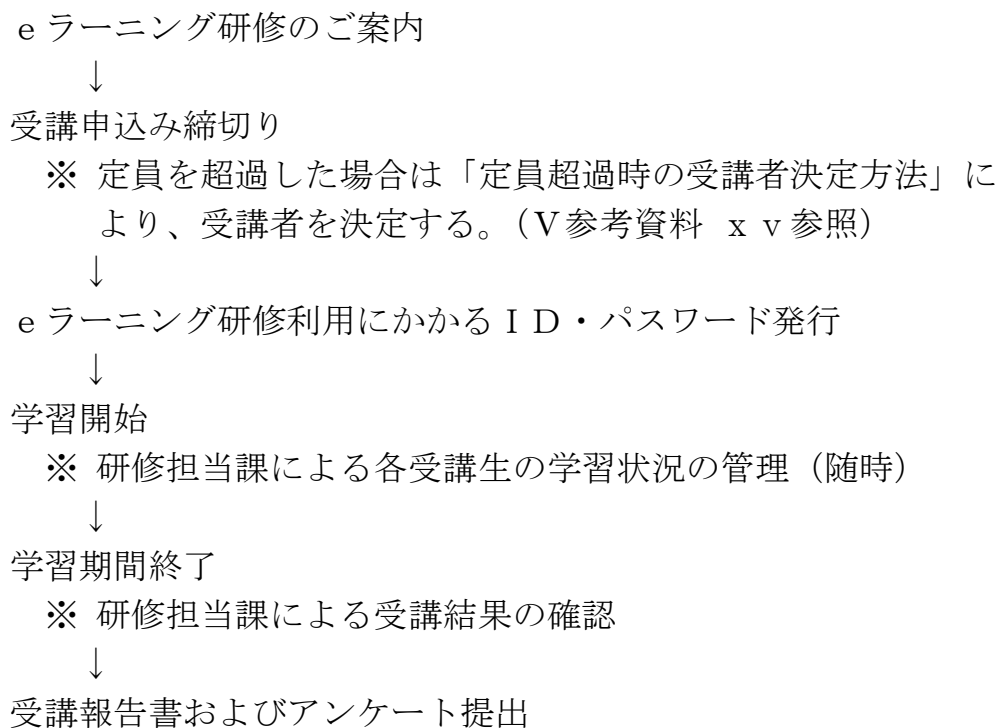 ｅラーニング研修のご案内
↓
受講申込み締切り
※ 定員を超過した場合は「定員超過時の受講者決定方法」に
より、受講者を決定する。（Ⅴ参考資料 ｘｖ参照）
↓
ｅラーニング研修利用にかかるＩＤ・パスワード発行
↓
学習開始
※ 研修担当課による各受講生の学習状況の管理（随時）
↓
学習期間終了
※ 研修担当課による受講結果の確認
↓
受講報告書およびアンケート提出